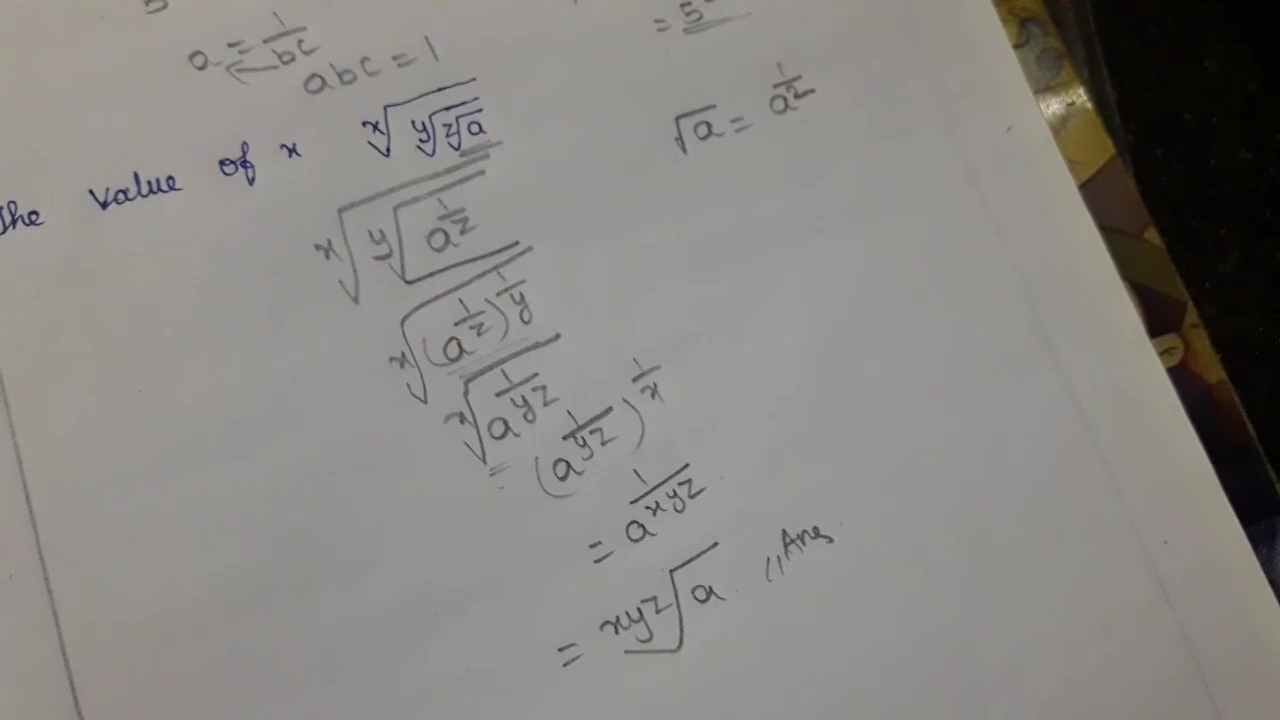 a = 1/bc
abc = 1
= 5
√a = a^(1/2)
The value of x ˣ√(ʸ√(ᶻ√a))
ˣ√(ʸ√(a^(1/z)))
ˣ√((a^(1/z))^(1/y))
ˣ√(a^(1/yz))
= (a^(1/yz))^(1/x)
= a^(1/xyz)
= ˣʸᶻ√a //Ans